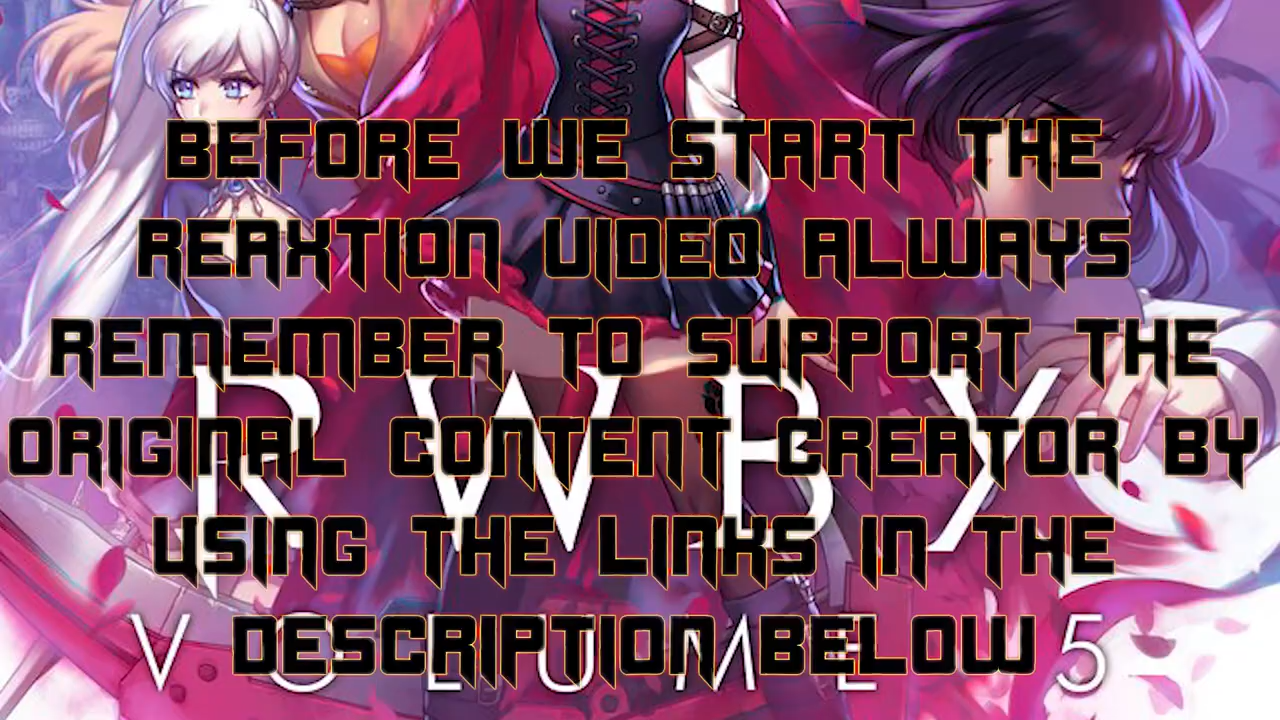 BEFORE WE START THE
REAXTION VIDEO ALWAYS
REMEMBER TO SUPPORT THE
RWBY
ORIGINAL CONTENT CREATOR BY
USING THE LINKS IN THE
DESCRIPTION BELOW
VOLUME 5